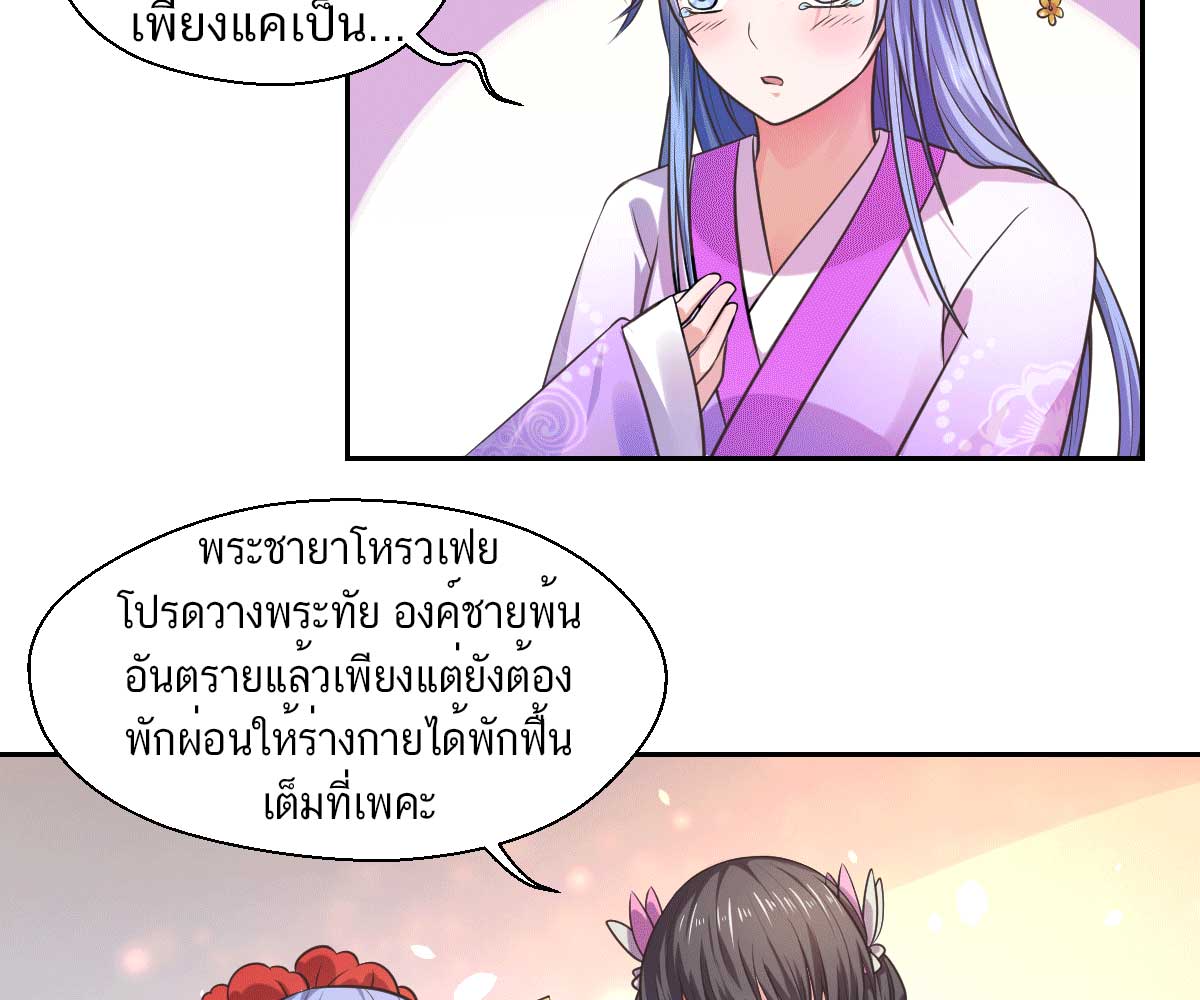 เพียงแค่เป็น...
พระชายาโหรวเฟย
โปรดวางพระทัย องค์ชายพ้น
อันตรายแล้วเพียงแต่ยังต้อง
พักผ่อนให้ร่างกายได้พักฟื้น
เต็มที่เพคะ